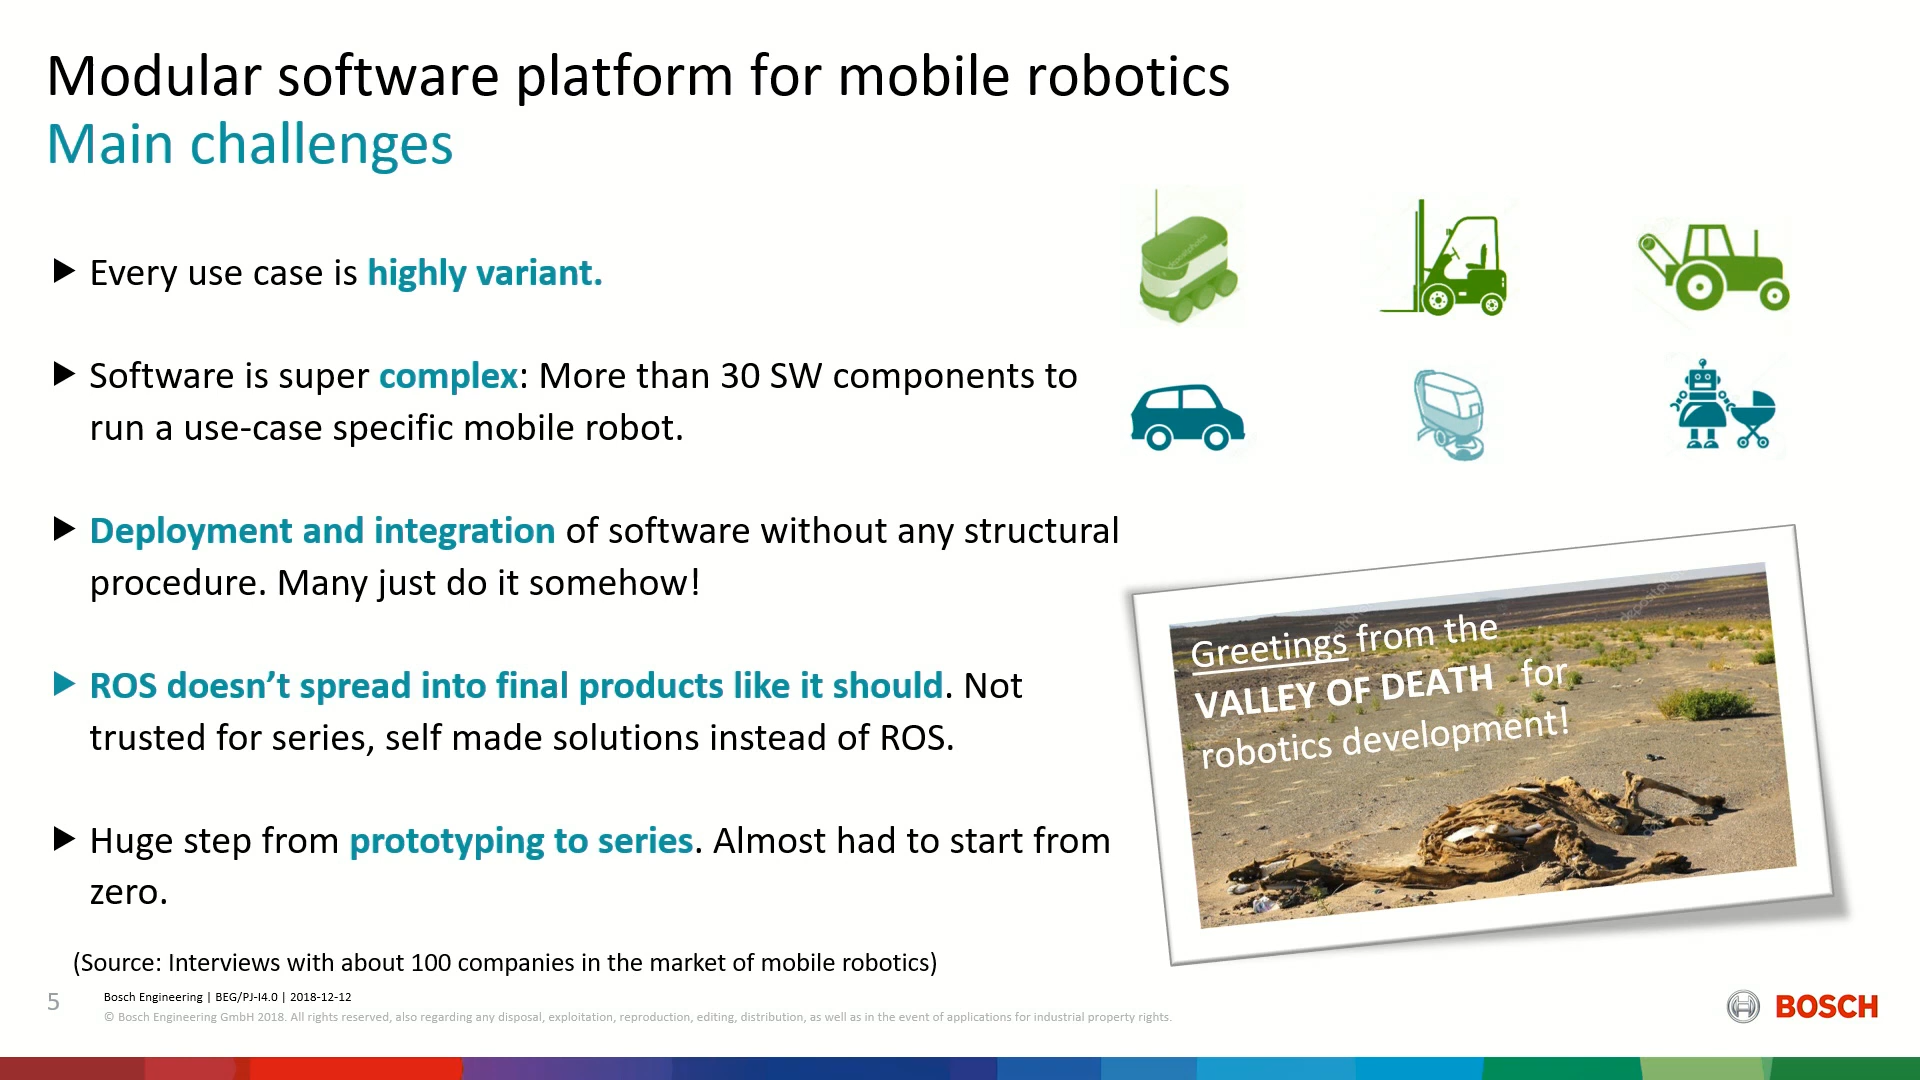 Modular software platform for mobile robotics
Main challenges
Every use case is highly variant.
Software is super complex: More than 30 SW components to
run a use-case specific mobile robot.
Deployment and integration of software without any structural
procedure. Many just do it somehow!
ROS doesn’t spread into final products like it should. Not
trusted for series, self made solutions instead of ROS.
Huge step from prototyping to series. Almost had to start from
zero.
(Source: Interviews with about 100 companies in the market of mobile robotics)
Greetings from the
VALLEY OF DEATH for
robotics development!
5
Bosch Engineering | BEG/PJ-I4.0 | 2018-12-12
© Bosch Engineering GmbH 2018. All rights reserved, also regarding any disposal, exploitation, reproduction, editing, distribution, as well as in the event of applications for industrial property rights.
BOSCH